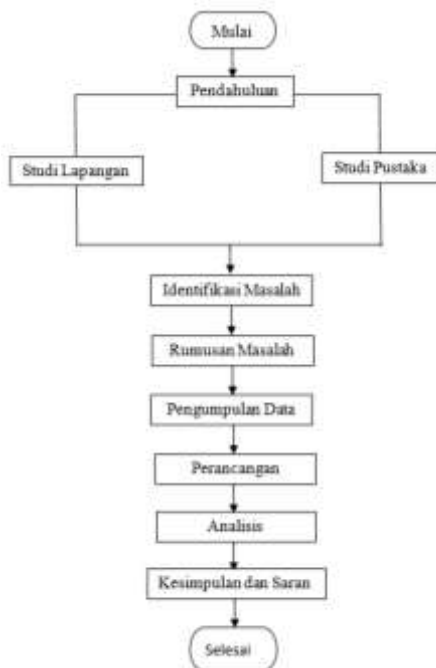 Mulai
Pendahuluan
Studi Lapangan
Studi Pustaka
Identifikasi Masalah
Rumusan Masalah
Pengumpulan Data
Perancangan
Analisis
Kesimpulan dan Saran
Selesai